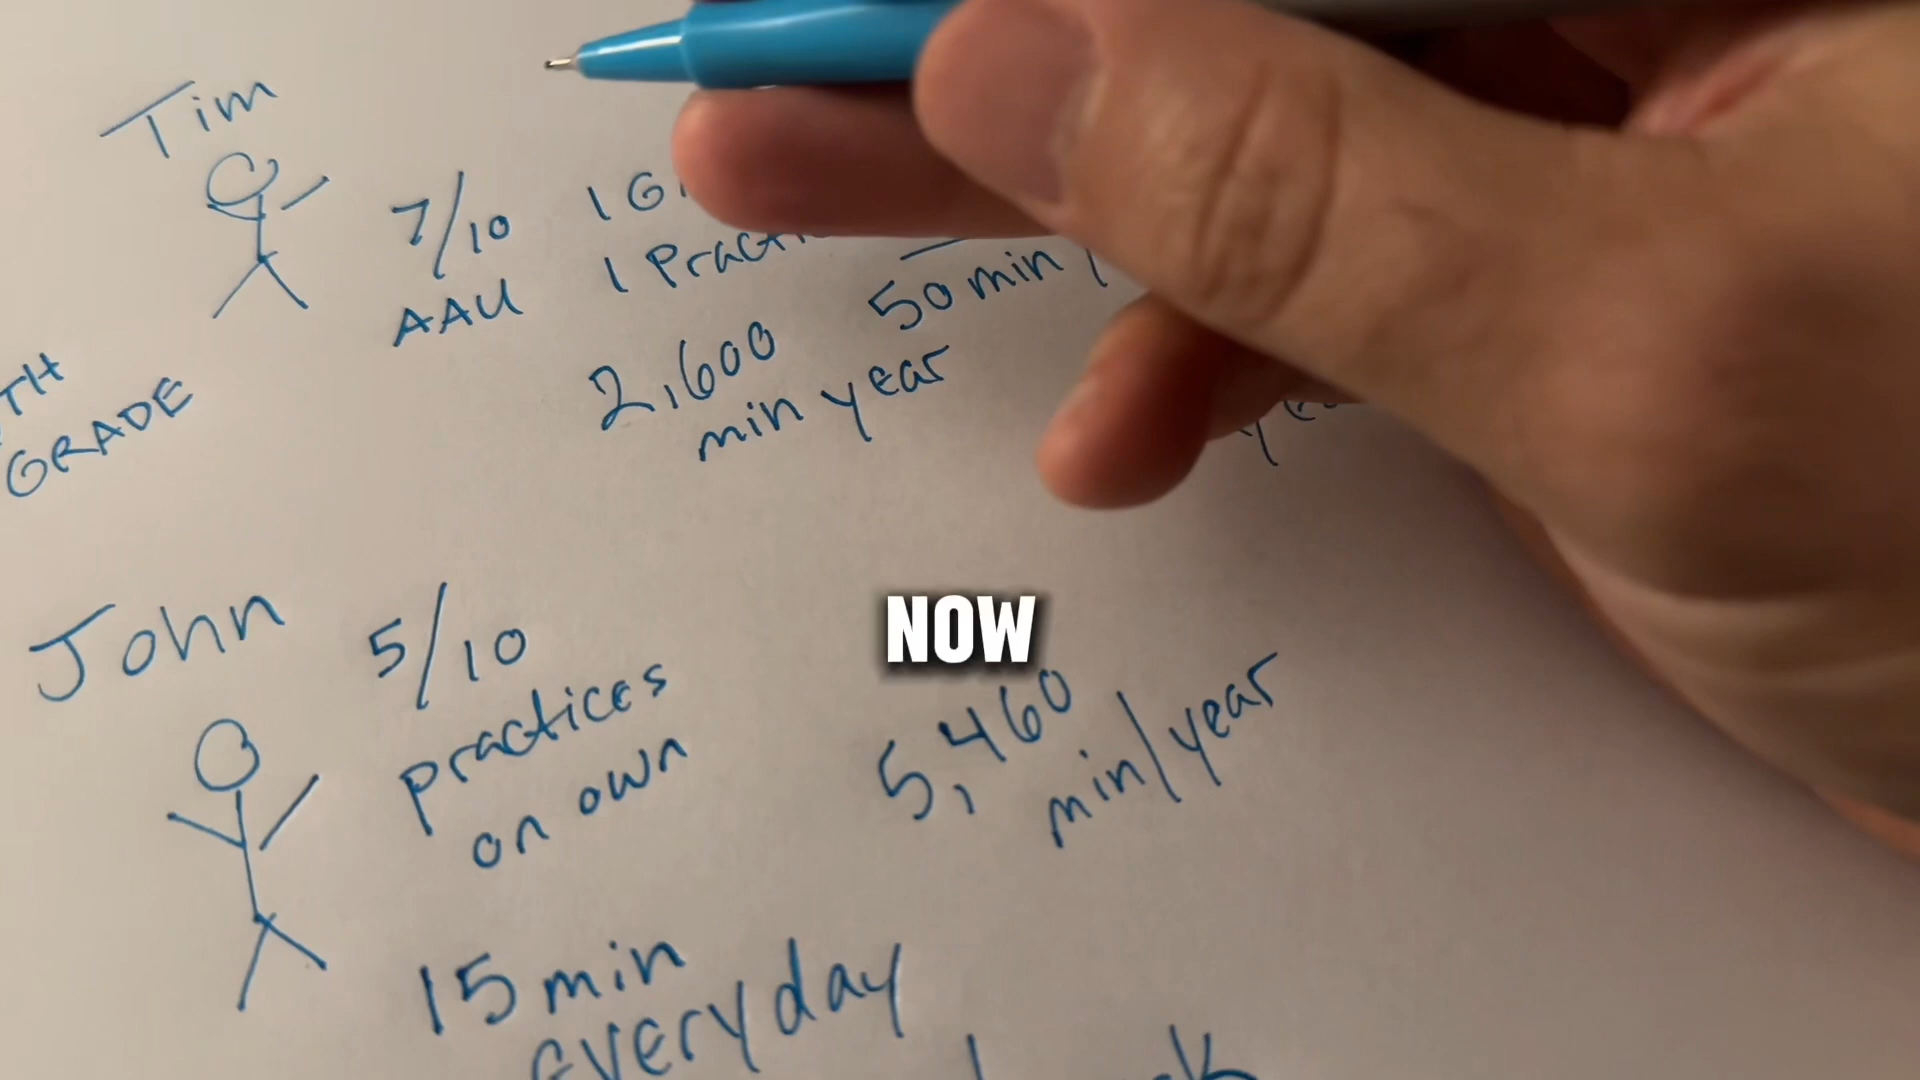 Tim
7/10
AAU
1 G
1 Practi
50 min
2,600
min year
TH
GRADE
NOW
John
5/10
practices
on own
5,460
min/year
15 min
everyday